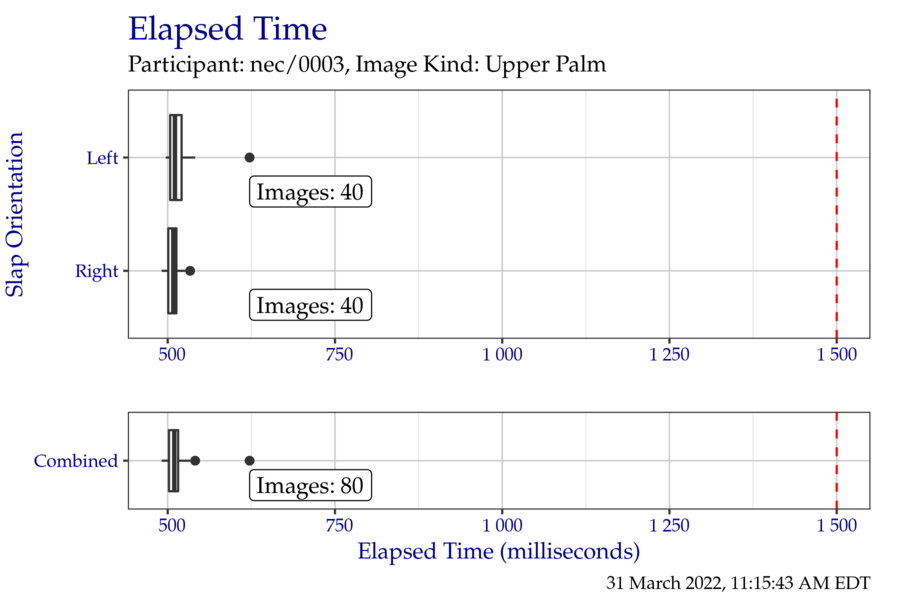 Elapsed Time
Participant: nec/0003, Image Kind: Upper Palm
Slap Orientation
Left
Images: 40
Right
Images: 40
500 750 1 000 1 250 1 500
Combined
Images: 80
500 750 1 000 1 250 1 500
Elapsed Time (milliseconds)
31 March 2022, 11:15:43 AM EDT